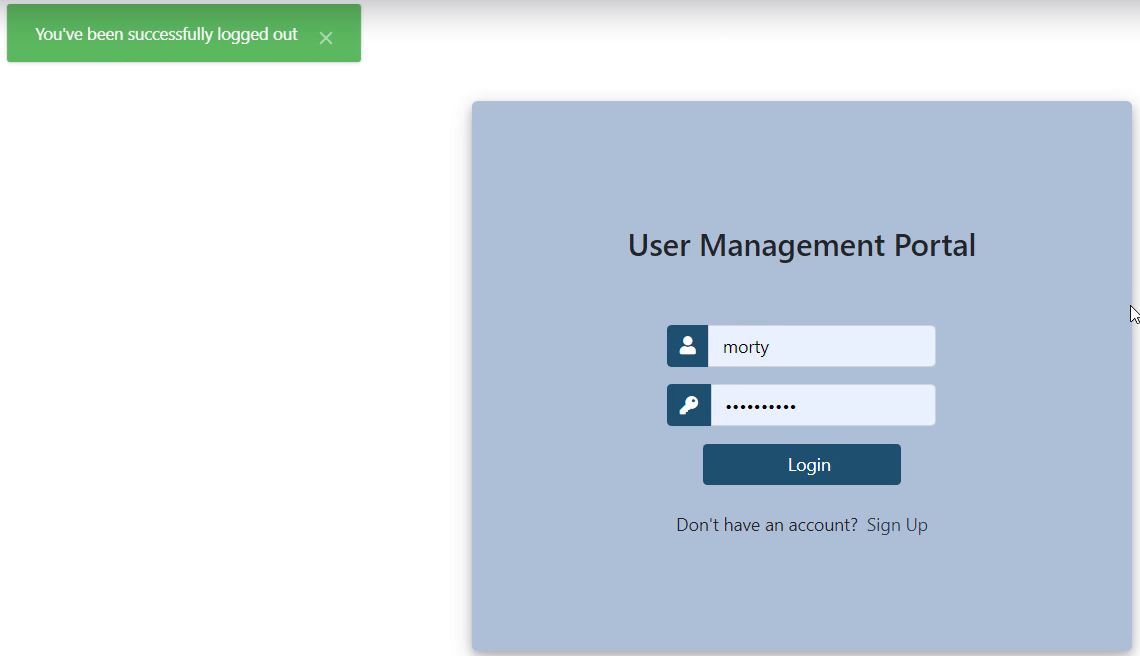 You've been successfully logged out ×
User Management Portal
morty
••••••••••
Login
Don't have an account? Sign Up